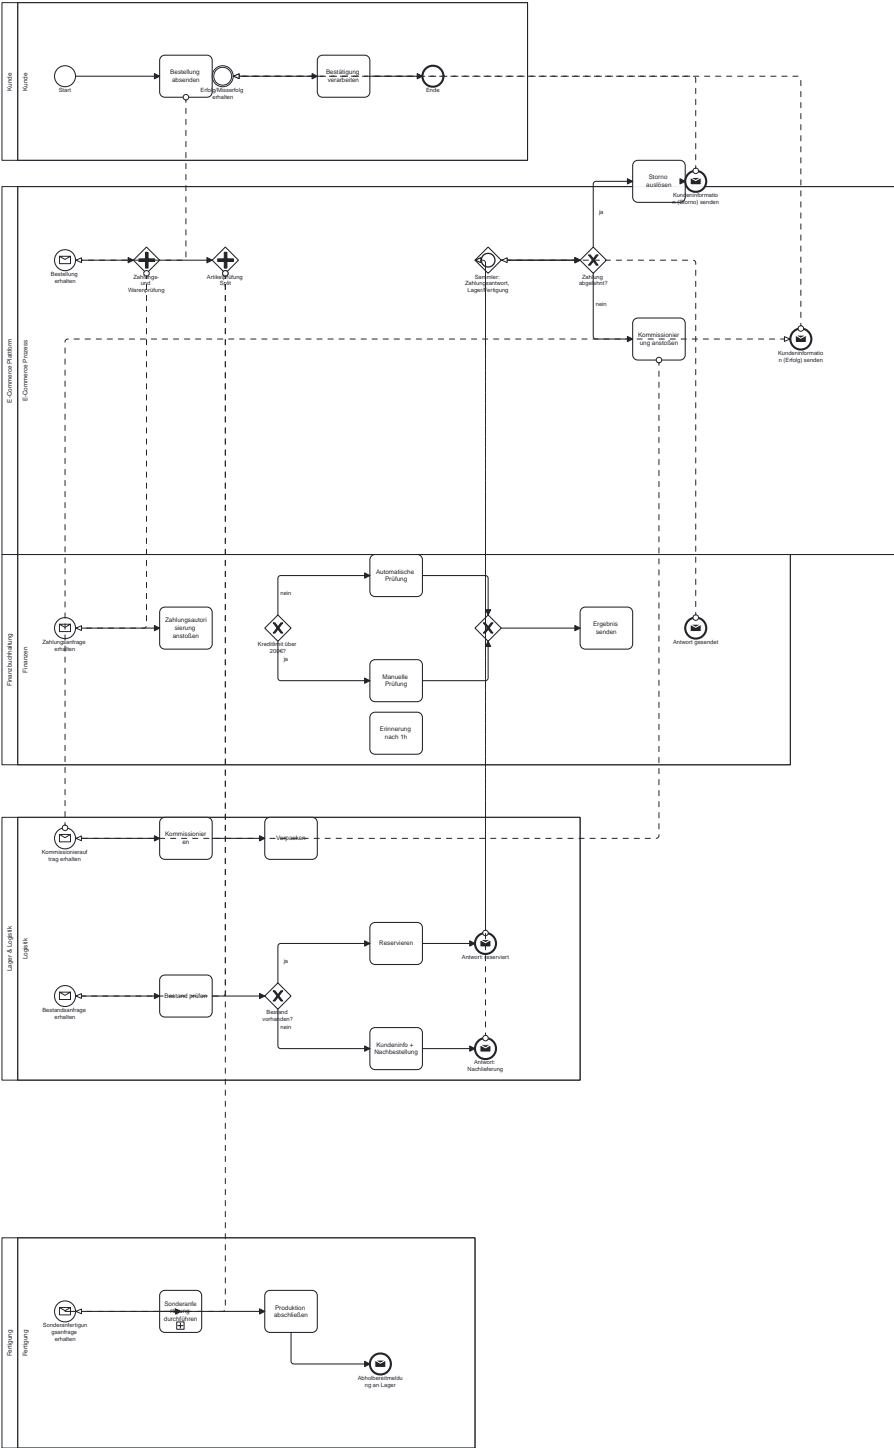 Kunde
Kunde
Start
Bestellung
absenden
Erfolg/Misserfolg
erhalten
Bestätigung
verarbeiten
Ende
E-Commerce Plattform
E-Commerce Prozess
Storno
auslösen
Kundeninformatio
n (Storno) senden
ja
Bestellung
erhalten
Zahlungs-
und
Warenprüfung
Artikelprüfung
Split
Sammler:
Zahlungsantwort,
Lager/Fertigung
Zahlung
abgelehnt?
nein
Kommissionier
ung anstoßen
Kundeninformatio
n (Erfolg) senden
Finanzbuchhaltung
Finanzen
Automatische
Prüfung
nein
Zahlungsanfrage
erhalten
Zahlungsautori
sierung
anstoßen
Kreditlimit über
200€?
ja
Ergebnis
senden
Antwort gesendet
Manuelle
Prüfung
Erinnerung
nach 1h
Lager & Logistik
Logistik
Kommissionierauf
trag erhalten
Kommissionier
en
Verpacken
Reservieren
Antwort: reserviert
ja
Bestandsanfrage
erhalten
Bestand prüfen
Bestand
vorhanden?
nein
Kundeninfo +
Nachbestellung
Antwort:
Nachlieferung
Fertigung
Fertigung
Sonderanfertigun
gsanfrage
erhalten
Sonderanfe
rtigung
durchführen
Produktion
abschließen
Abholbereitmeldu
ng an Lager